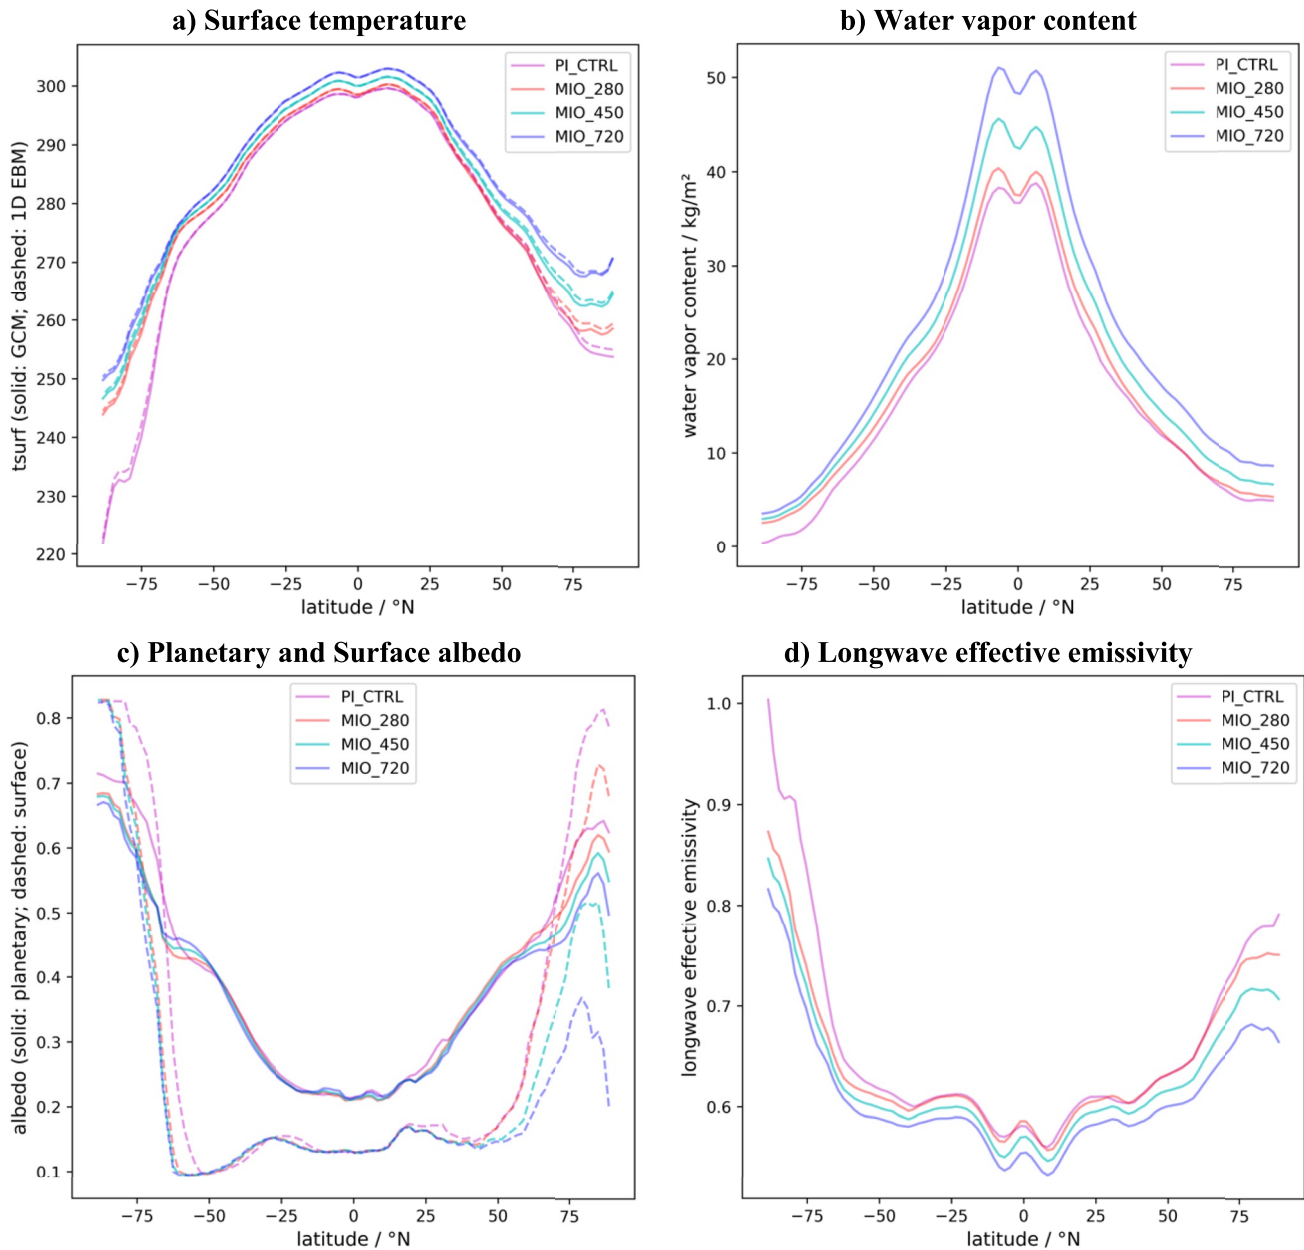 a) Surface temperature
tsurf (solid: GCM; dashed: 1D EBM)
300
290
280
270
260
250
240
230
220
PI_CTRL
MIO_280
MIO_450
MIO_720
−75 −50 −25 0 25 50 75
latitude / °N
b) Water vapor content
water vapor content / kg/m²
50
40
30
20
10
0
PI_CTRL
MIO_280
MIO_450
MIO_720
−75 −50 −25 0 25 50 75
latitude / °N
c) Planetary and Surface albedo
albedo (solid: planetary; dashed: surface)
0.8
0.7
0.6
0.5
0.4
0.3
0.2
0.1
PI_CTRL
MIO_280
MIO_450
MIO_720
−75 −50 −25 0 25 50 75
latitude / °N
d) Longwave effective emissivity
longwave effective emissivity
1.0
0.9
0.8
0.7
0.6
PI_CTRL
MIO_280
MIO_450
MIO_720
−75 −50 −25 0 25 50 75
latitude / °N